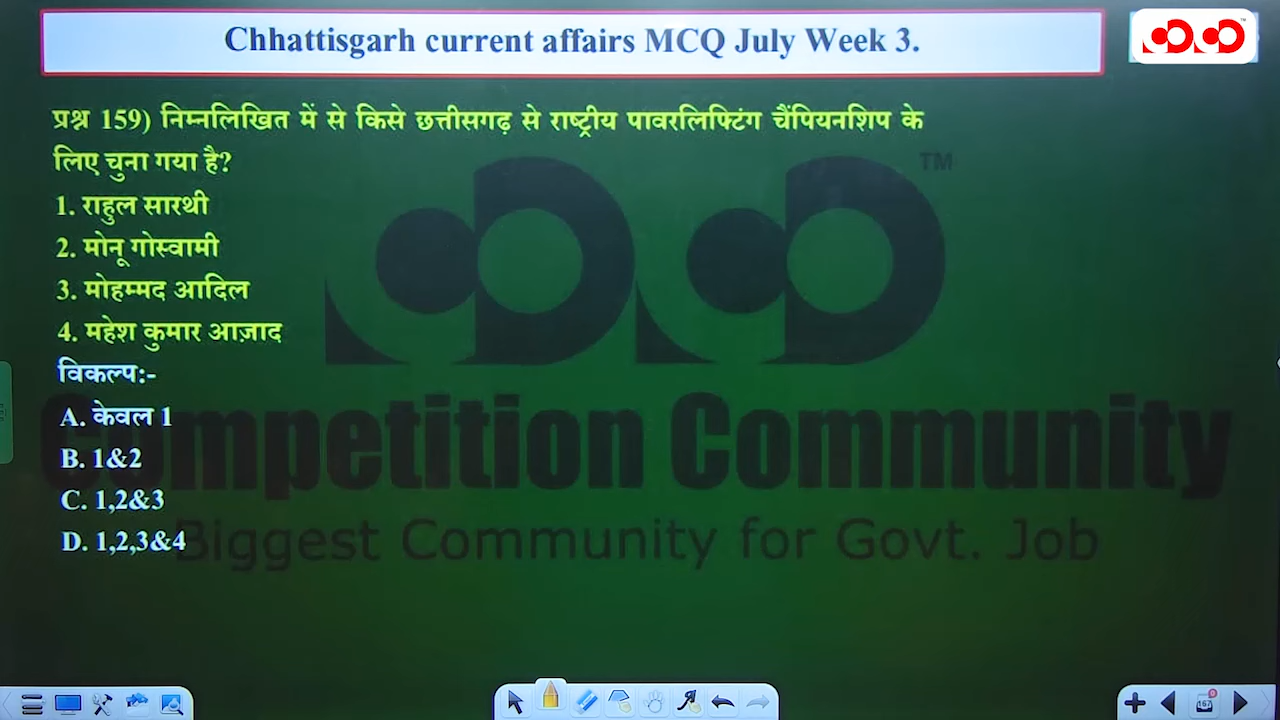 Chhattisgarh current affairs MCQ July Week 3.
प्रश्न 159) निम्नलिखित में से किसे छत्तीसगढ़ से राष्ट्रीय पावरलिफ्टिंग चैंपियनशिप के
लिए चुना गया है?
1. राहुल सारथी
2. मोनू गोस्वामी
3. मोहम्मद आदिल
4. महेश कुमार आज़ाद
विकल्प:-
A. केवल 1
B. 1&2
C. 1,2&3
D. 1,2,3&4
TM
Competition Community
Biggest Community for Govt. Job